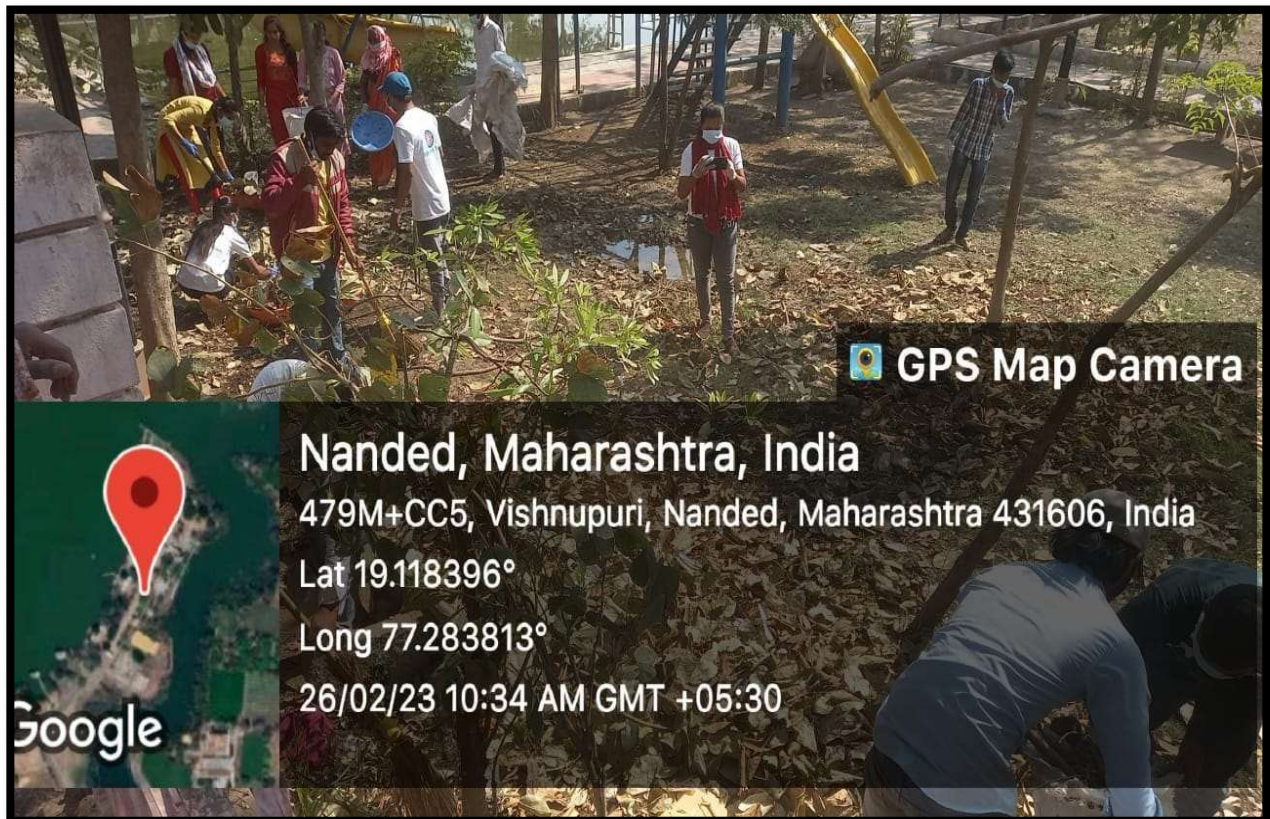 GPS Map Camera
Nanded, Maharashtra, India
479M+CC5, Vishnupuri, Nanded, Maharashtra 431606, India
Lat 19.118396°
Long 77.283813°
26/02/23 10:34 AM GMT +05:30
Google